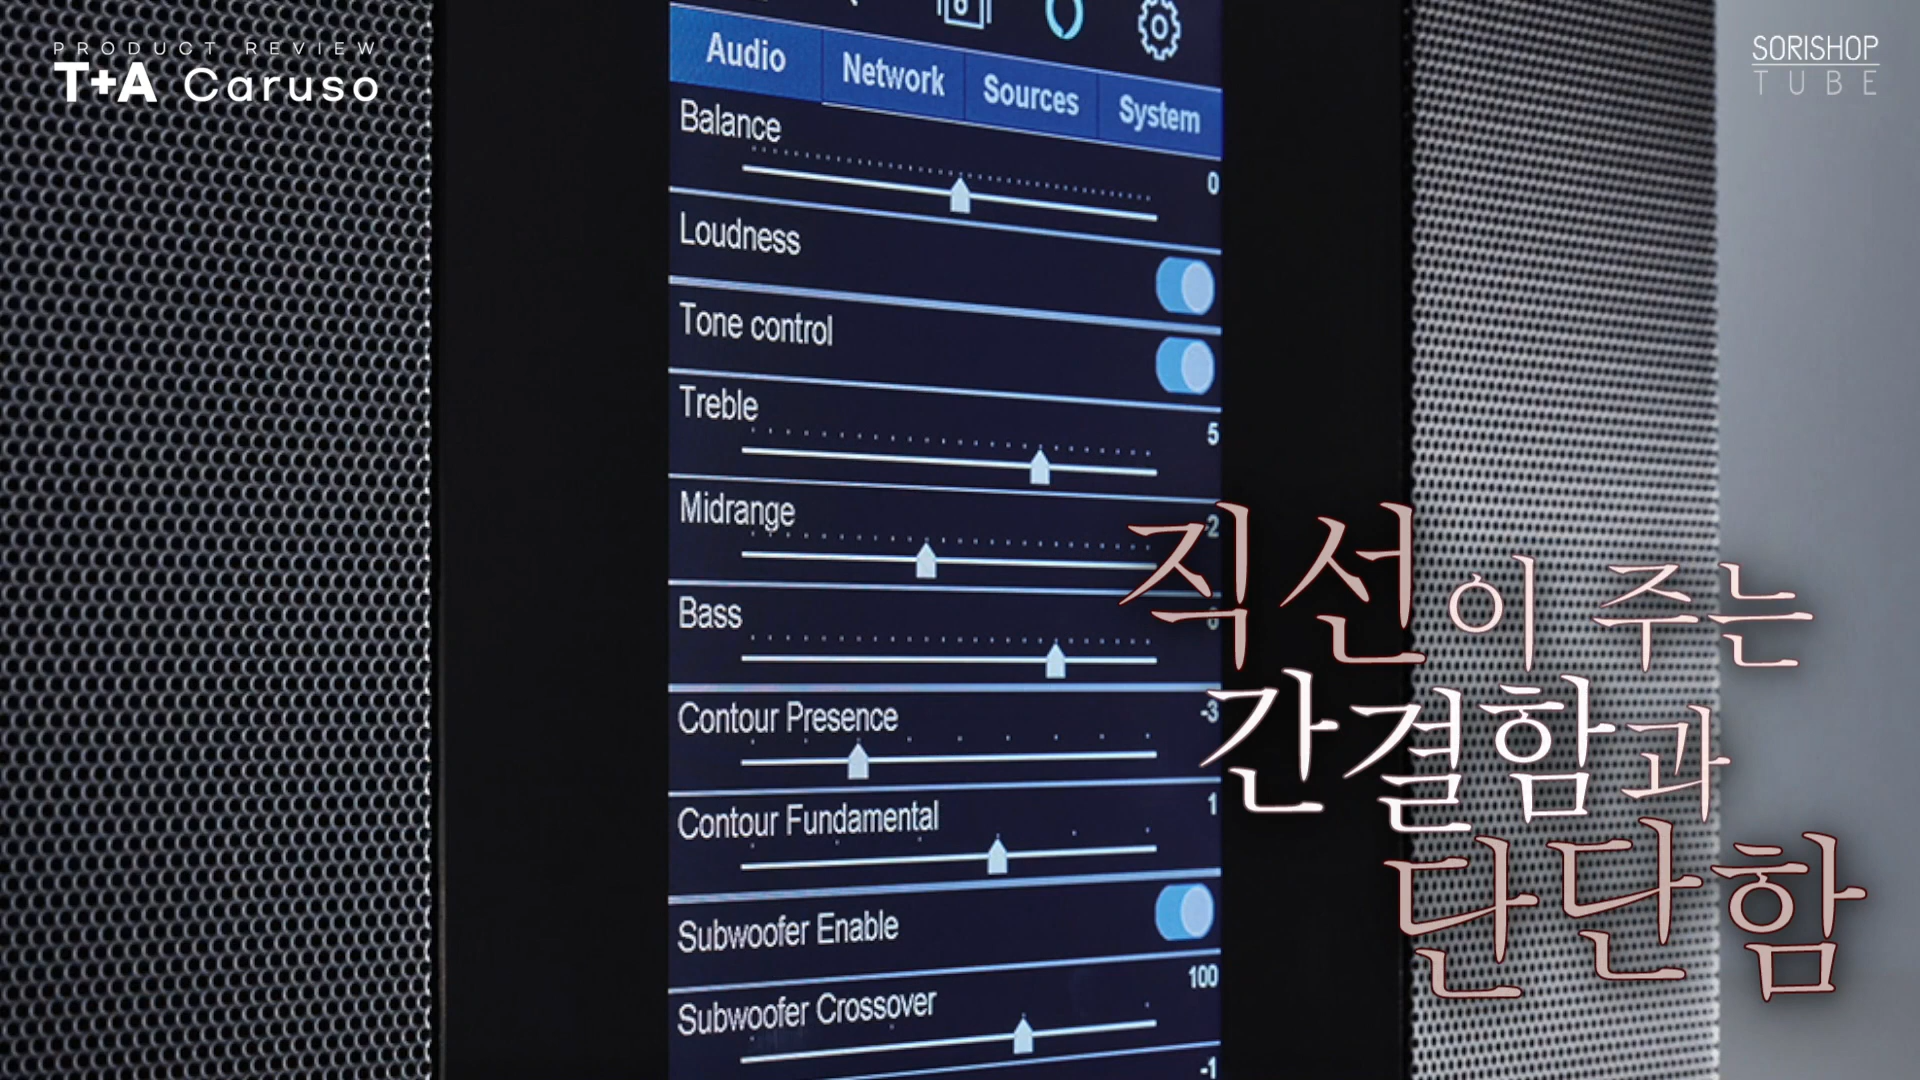 PRODUCT REVIEW
T+A Caruso
SORISHOP
TUBE
Audio
Network
Sources
System
Balance
0
Loudness
Tone control
Treble
5
Midrange
-2
Bass
6
Contour Presence
-3
Contour Fundamental
1
Subwoofer Enable
Subwoofer Crossover
100
-1
직선이 주는
간결함과
단단함